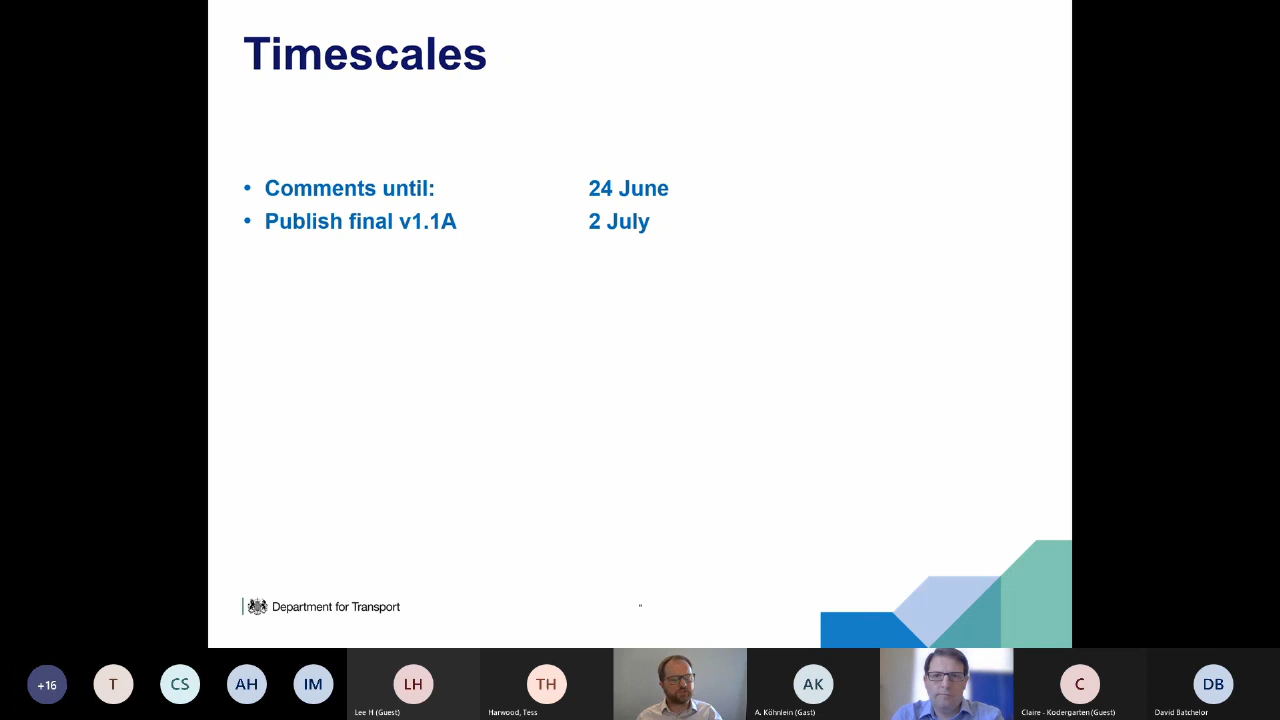 Timescales
• Comments until: 24 June
• Publish final v1.1A 2 July
Department for Transport
+16
T
CS
AH
IM
LH
Lee H (Guest)
TH
Harwood, Tess
AK
A. Köhnlein (Gast)
C
Claire - Kodergarten (Guest)
DB
David Batchelor